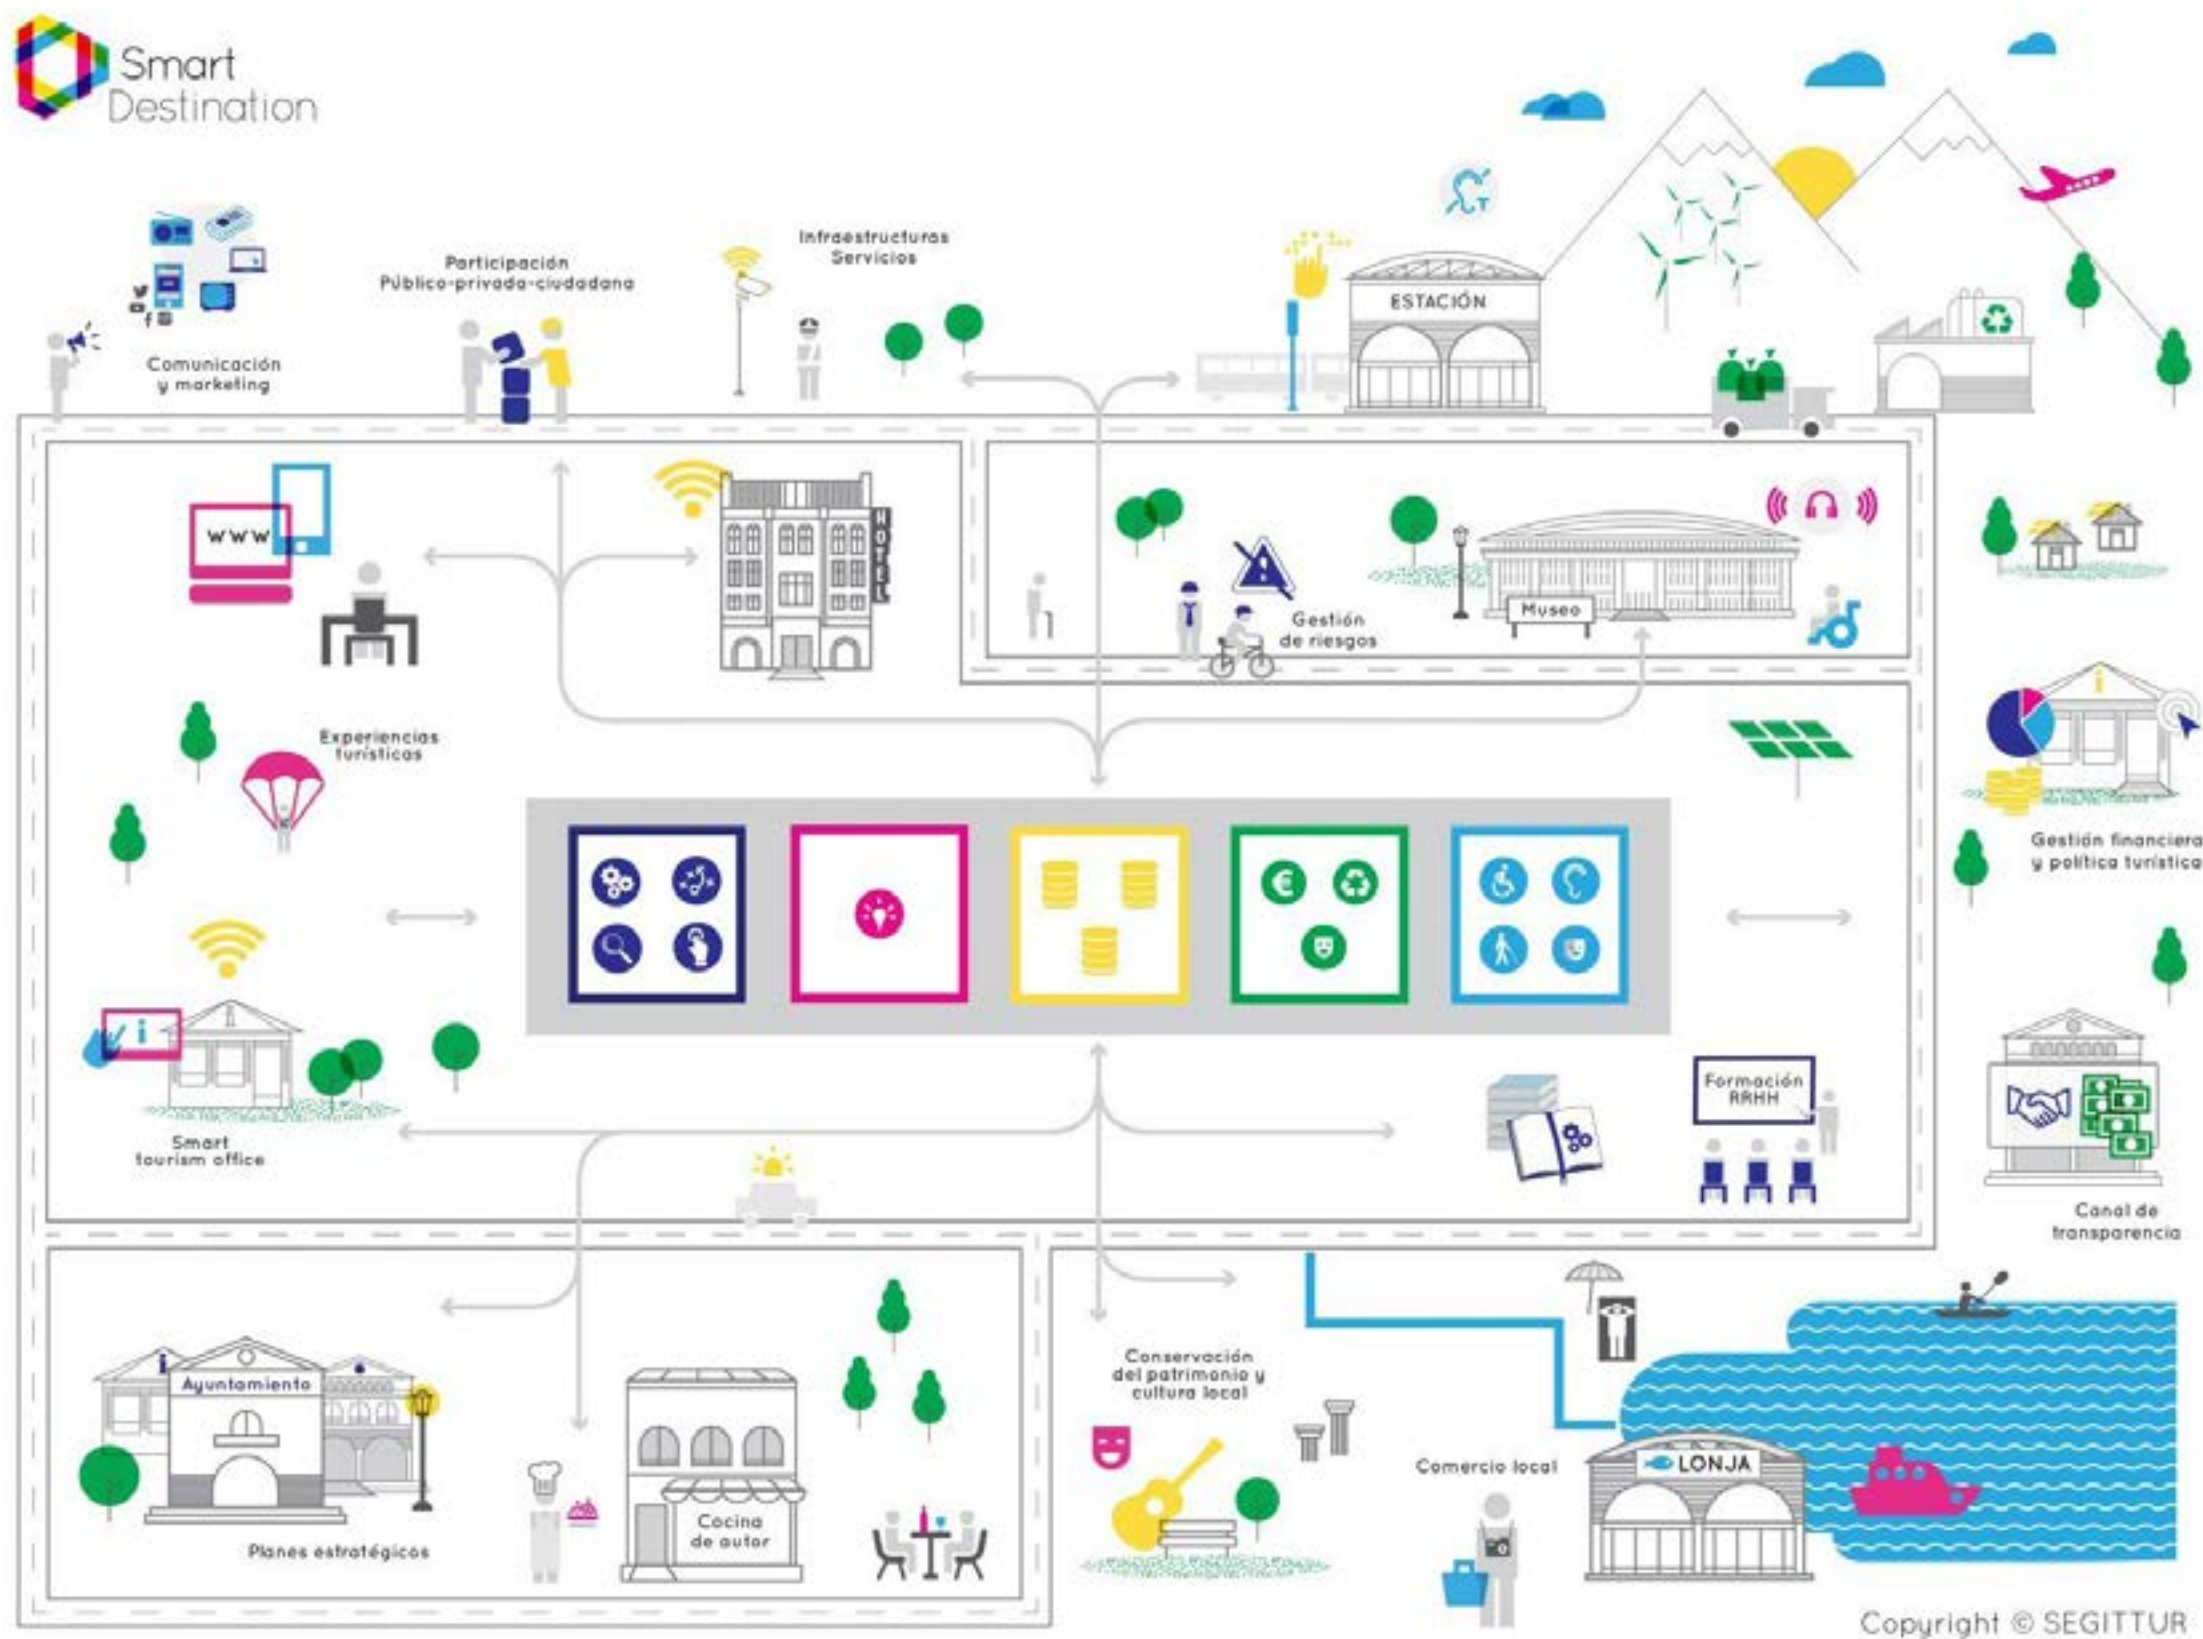 Smart
Destination
Comunicación
y marketing
Participación
Público-privada-ciudadana
Infraestructuras
Servicios
ESTACIÓN
www
HOTEL
Gestión
de riesgos
Museo
Experiencias
turísticas
Gestión financiera
y política turística
i
i
i
Smart
tourism office
Formación
RRHH
Canal de
transparencia
i
Ayuntamiento
Planes estratégicos
Cocina
de autor
Conservación
del patrimonio y
cultura local
Comercio local
LONJA
Copyright © SEGITTUR